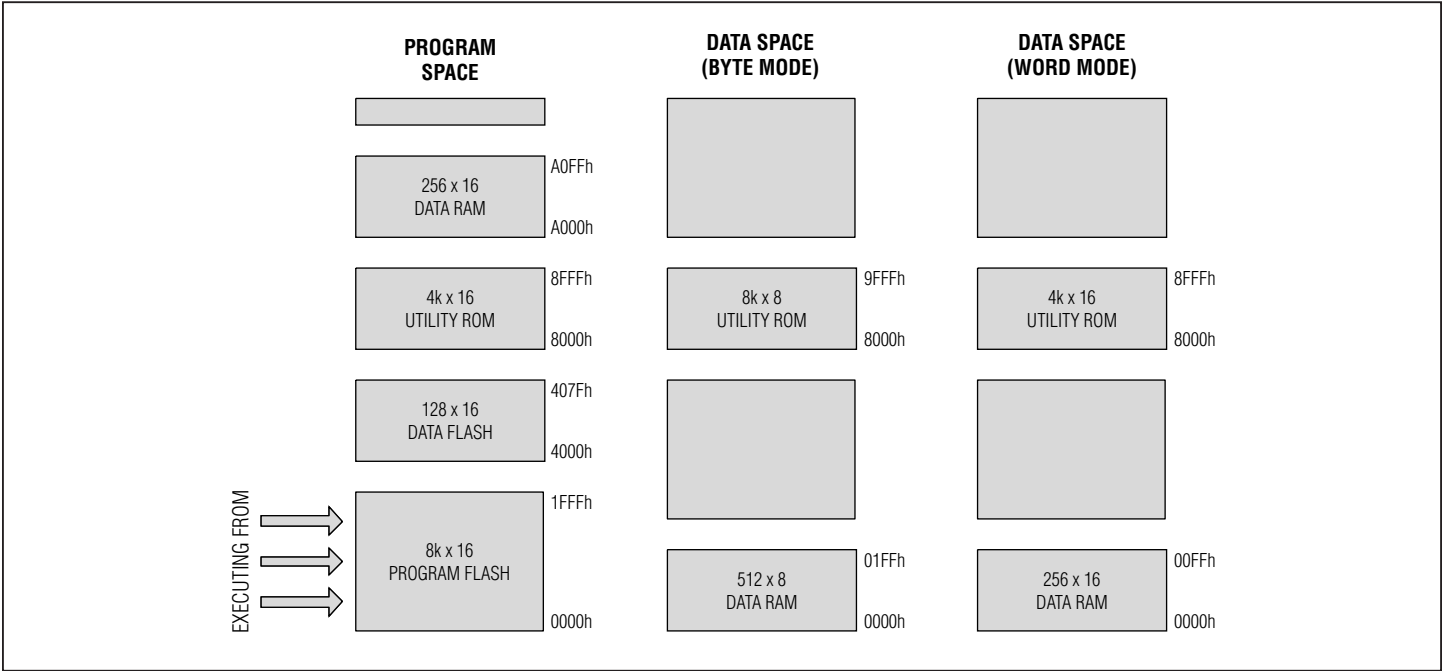 PROGRAM
SPACE
A0FFh
256 x 16
DATA RAM
A000h
8FFFh
4k x 16
UTILITY ROM
8000h
407Fh
128 x 16
DATA FLASH
4000h
EXECUTING FROM
1FFFh
8k x 16
PROGRAM FLASH
0000h
DATA SPACE
(BYTE MODE)
9FFFh
8k x 8
UTILITY ROM
8000h
01FFh
512 x 8
DATA RAM
0000h
DATA SPACE
(WORD MODE)
8FFFh
4k x 16
UTILITY ROM
8000h
00FFh
256 x 16
DATA RAM
0000h